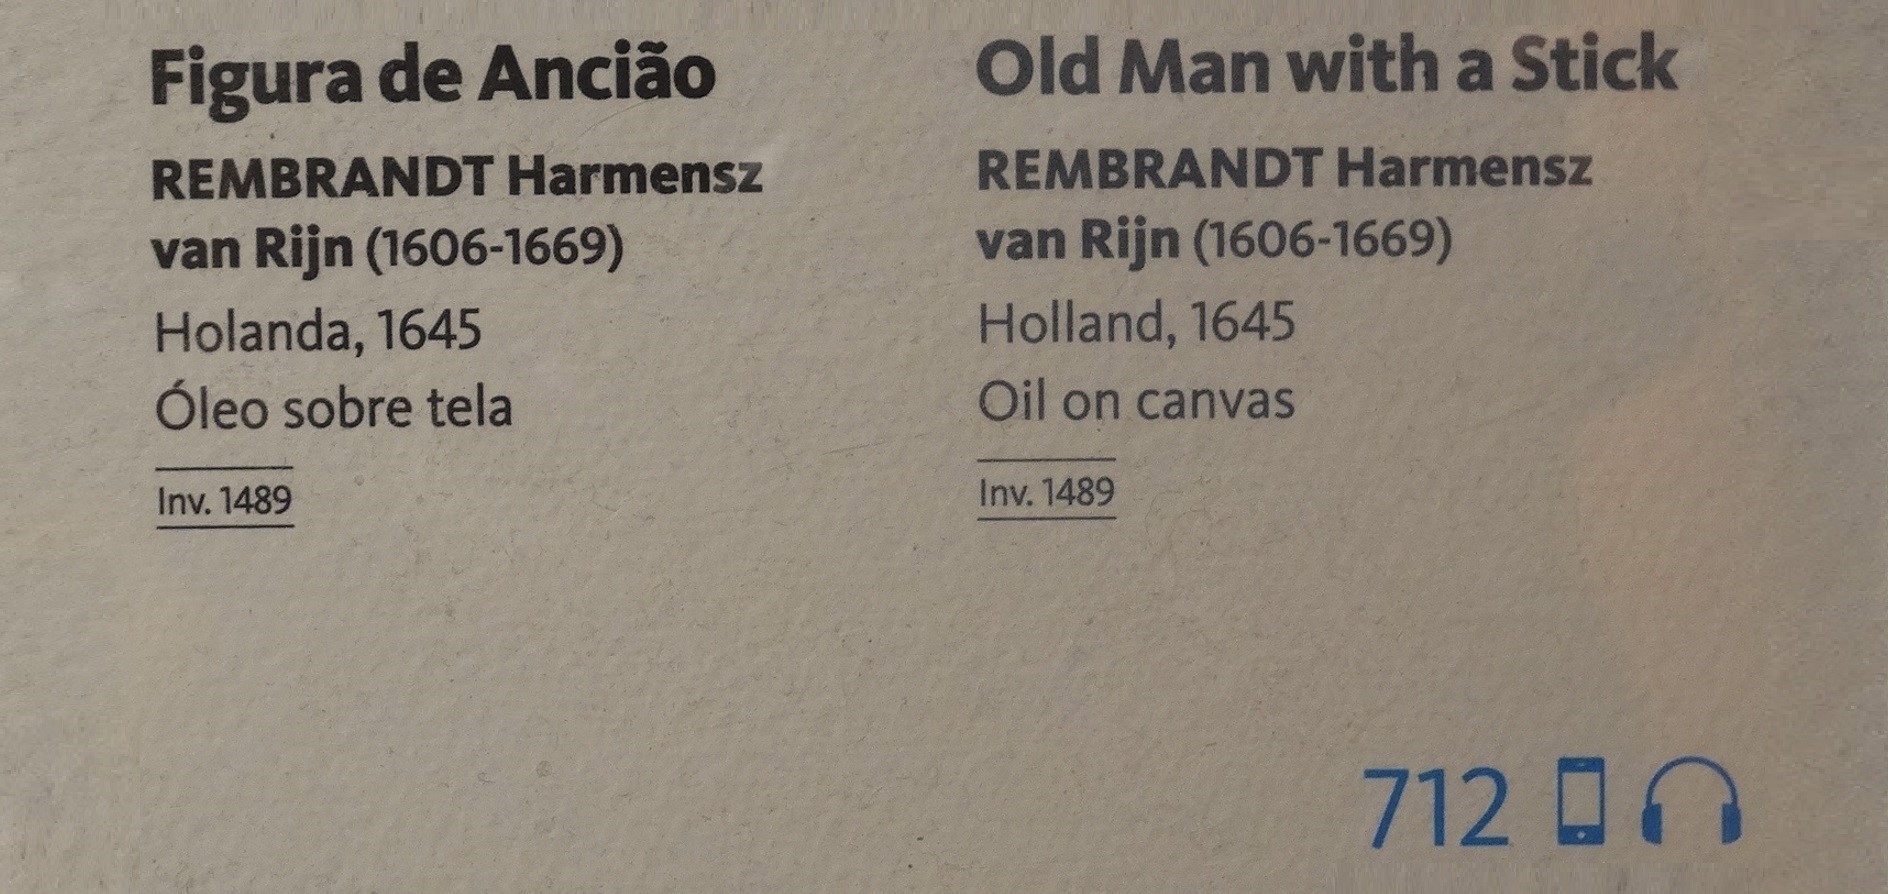 Figura de Ancião
REMBRANDT Harmensz
van Rijn (1606-1669)
Holanda, 1645
Óleo sobre tela
Inv. 1489
Old Man with a Stick
REMBRANDT Harmensz
van Rijn (1606-1669)
Holland, 1645
Oil on canvas
Inv. 1489
712